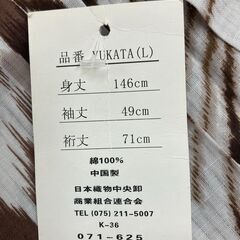 品番 YUKATA(L)
身丈 146cm
袖丈 49cm
裄丈 71cm
綿100%
中国製
日本織物中央卸
商業組合連合会
TEL (075) 211-5007
K-36
071-625